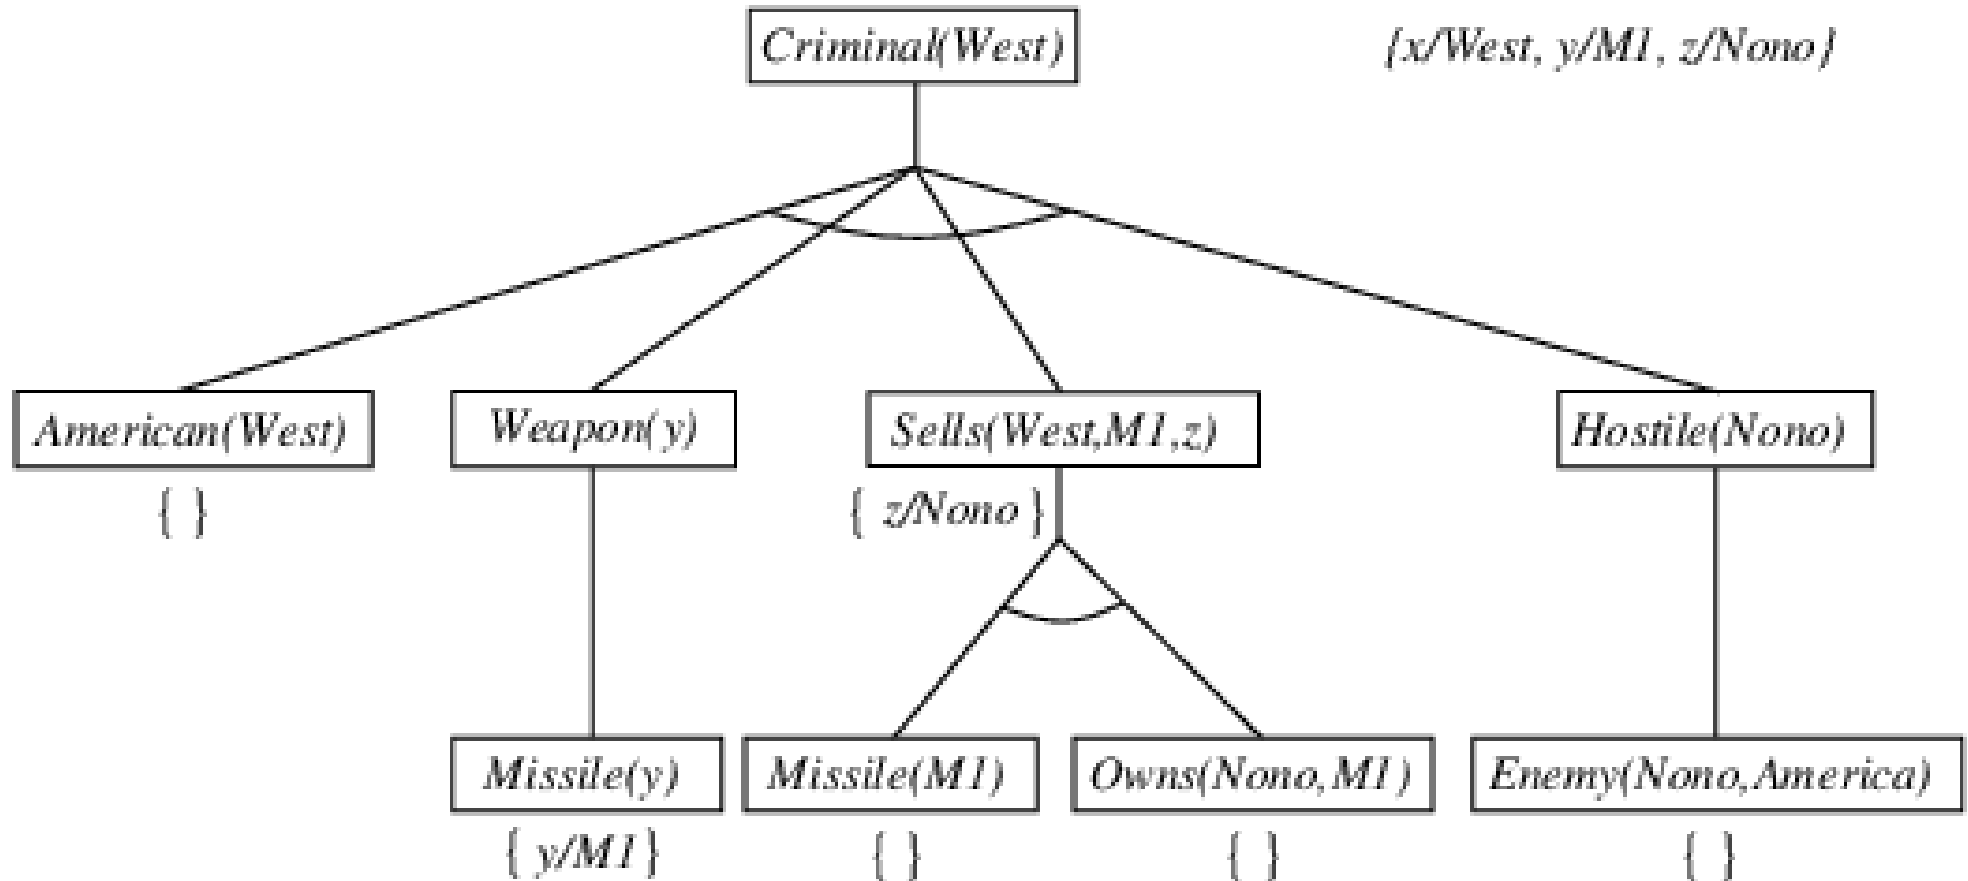 Criminal(West)
{x/West, y/M1, z/Nono}
American(West)
Weapon(y)
Sells(West,M1,z)
Hostile(Nono)
{ }
{ z/Nono }
Missile(y)
Missile(M1)
Owns(Nono,M1)
Enemy(Nono,America)
{ y/M1 }
{ }
{ }
{ }